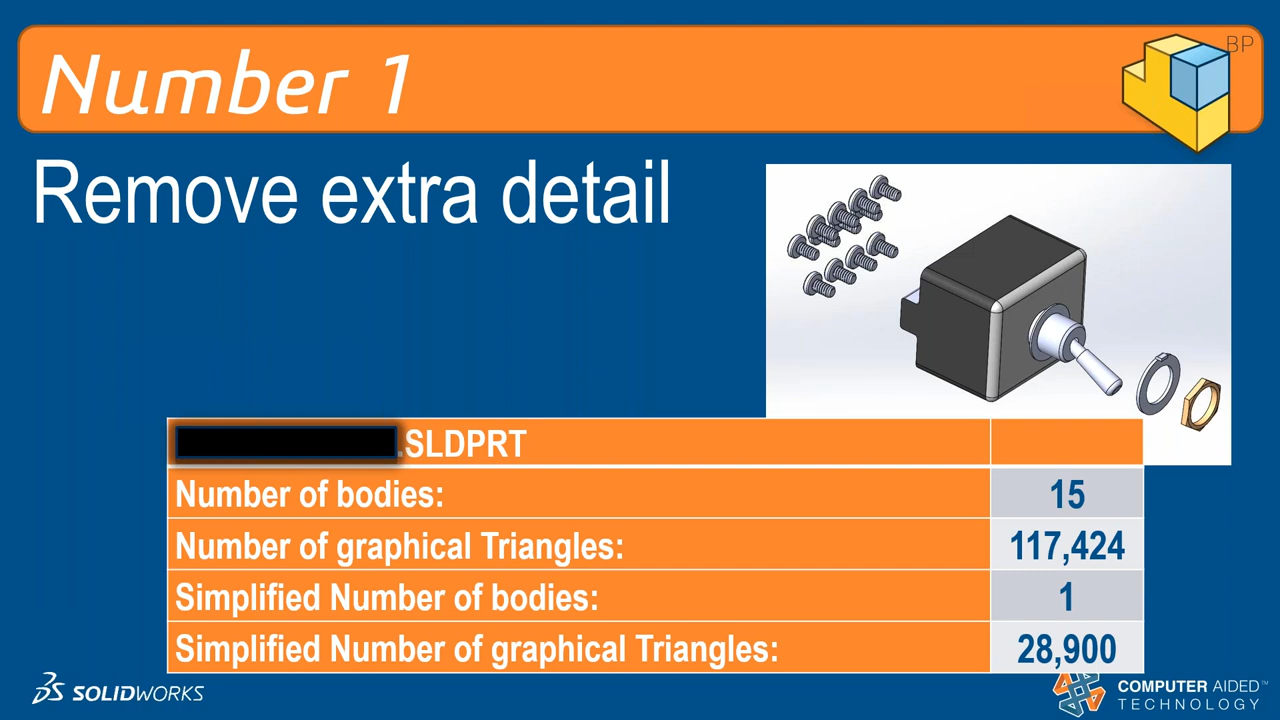 Number 1
BP
Remove extra detail
.SLDPRT
Number of bodies: 15
Number of graphical Triangles: 117,424
Simplified Number of bodies: 1
Simplified Number of graphical Triangles: 28,900
SOLIDWORKS
COMPUTER AIDED™
TECHNOLOGY